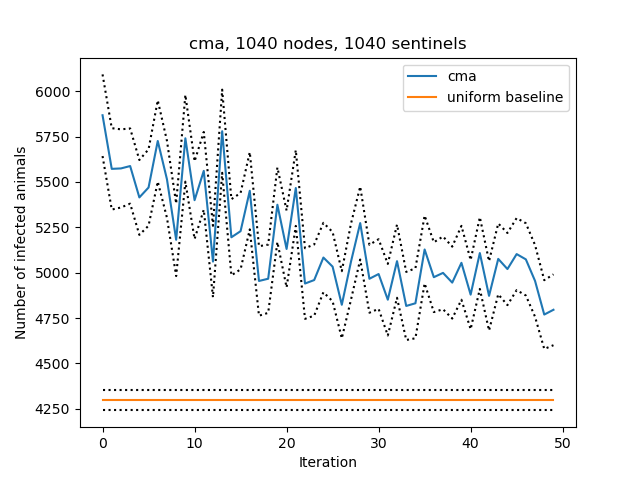 cma, 1040 nodes, 1040 sentinels
cma
uniform baseline
Number of infected animals
6000
5750
5500
5250
5000
4750
4500
4250
0 10 20 30 40 50
Iteration